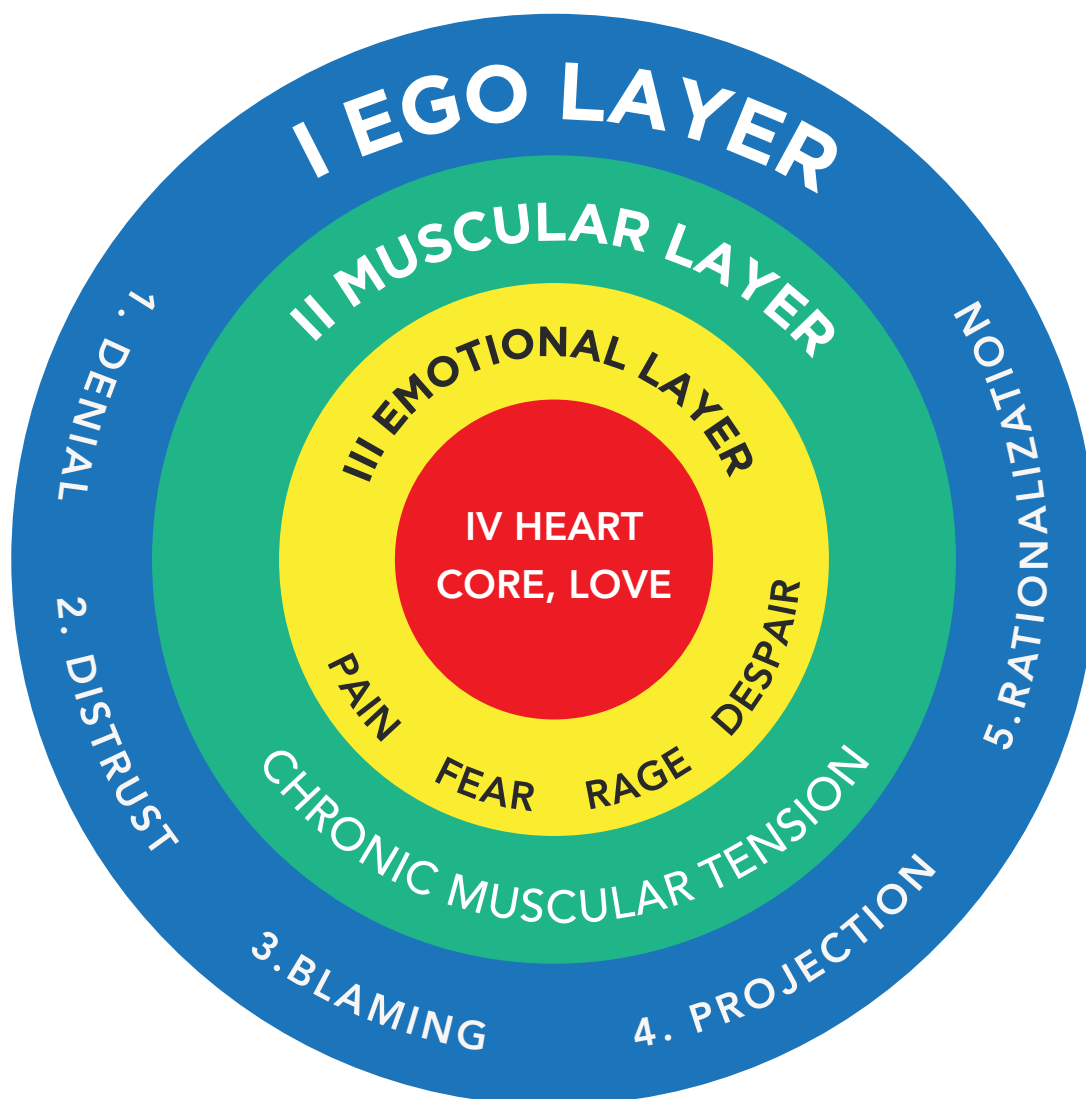 I EGO LAYER
1. DENIAL
2. DISTRUST
3.BLAMING
4. PROJECTION
5.RATIONALIZATION
II MUSCULAR LAYER
CHRONIC MUSCULAR TENSION
III EMOTIONAL LAYER
PAIN
FEAR
RAGE
DESPAIR
IV HEART
CORE, LOVE